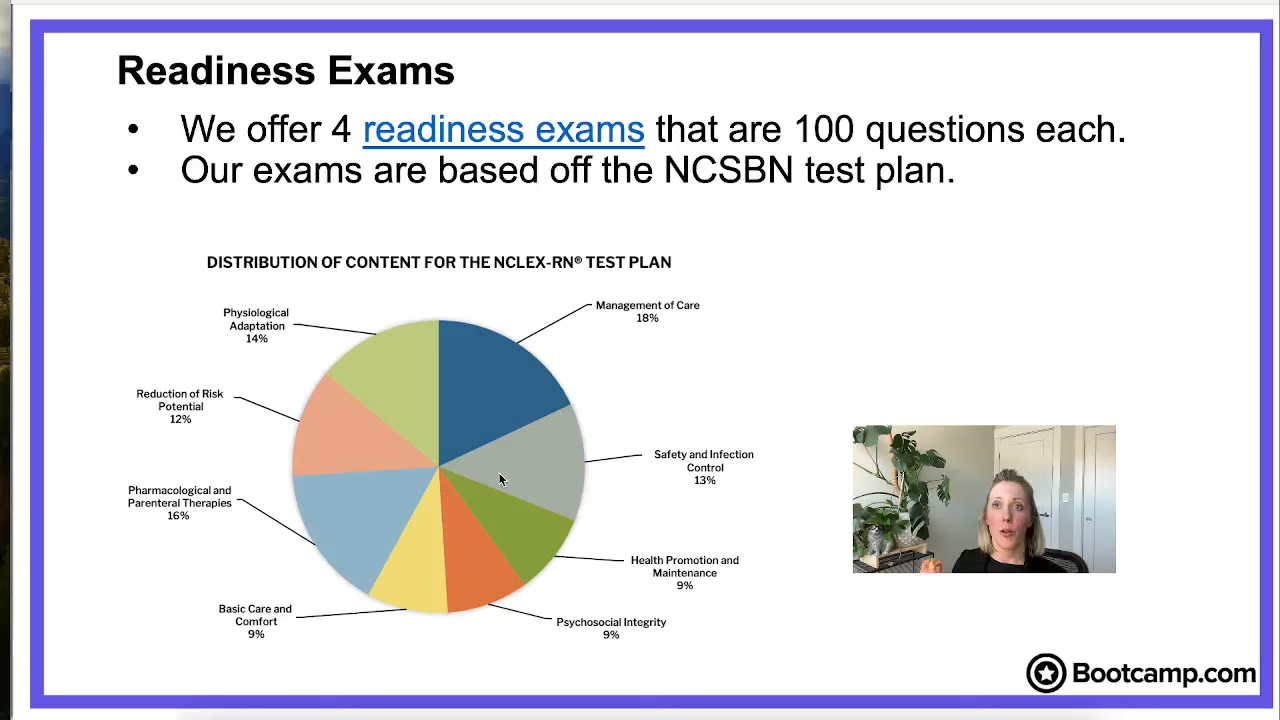 Readiness Exams
• We offer 4 readiness exams that are 100 questions each.
• Our exams are based off the NCSBN test plan.
DISTRIBUTION OF CONTENT FOR THE NCLEX-RN® TEST PLAN
Management of Care
18%
Safety and Infection
Control
13%
Health Promotion and
Maintenance
9%
Psychosocial Integrity
9%
Basic Care and
Comfort
9%
Pharmacological and
Parenteral Therapies
16%
Reduction of Risk
Potential
12%
Physiological
Adaptation
14%
Bootcamp.com